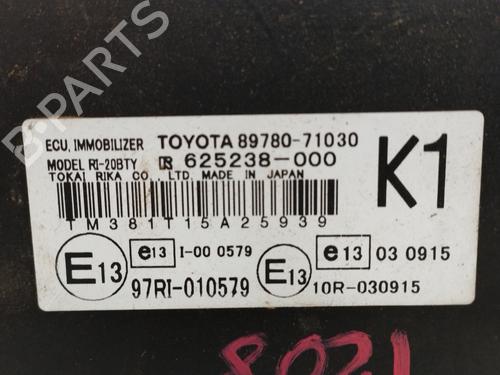 ECU, IMMOBILIZER TOYOTA 89780-71030
MODEL RI-20BTY 625238-000
TOKAI RIKA CO., LTD. MADE IN JAPAN
K1
TM381T15A25939
E13 e13 I-00 0579
97RI-010579
E13 e13 03 0915
10R-030915
B-PARTS